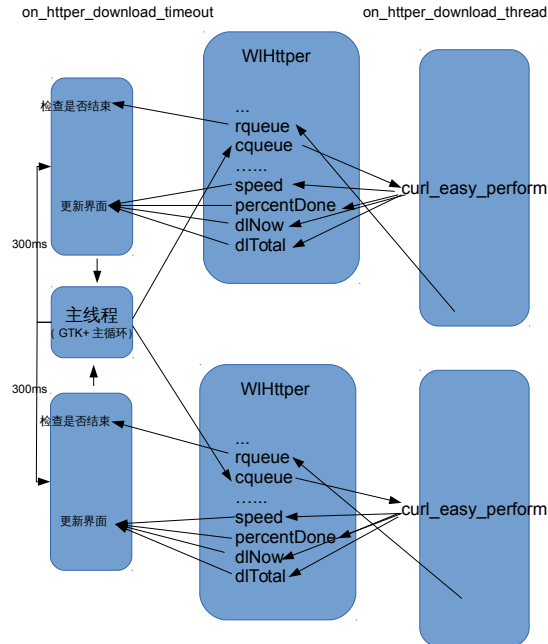 on_httper_download_timeout
on_httper_download_thread
WlHttper
...
检查是否结束
rqueue
cqueue
......
speed
curl_easy_perform
更新界面
percentDone
dlNow
dlTotal
300ms
主线程
( GTK+ 主循环)
300ms
WlHttper
检查是否结束
...
rqueue
cqueue
......
speed
curl_easy_perform
更新界面
percentDone
dlNow
dlTotal